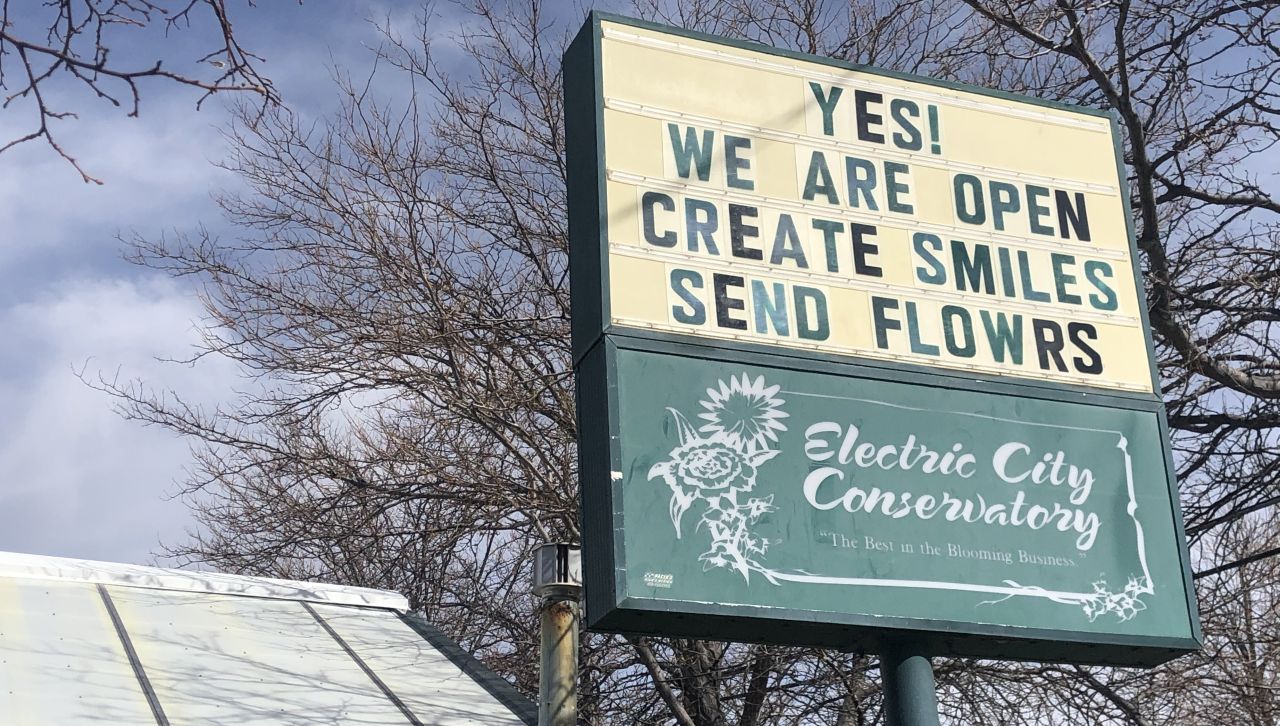 YES!
WE ARE OPEN
CREATE SMILES
SEND FLOWRS
Electric City
Conservatory
"The Best in the Blooming Business."